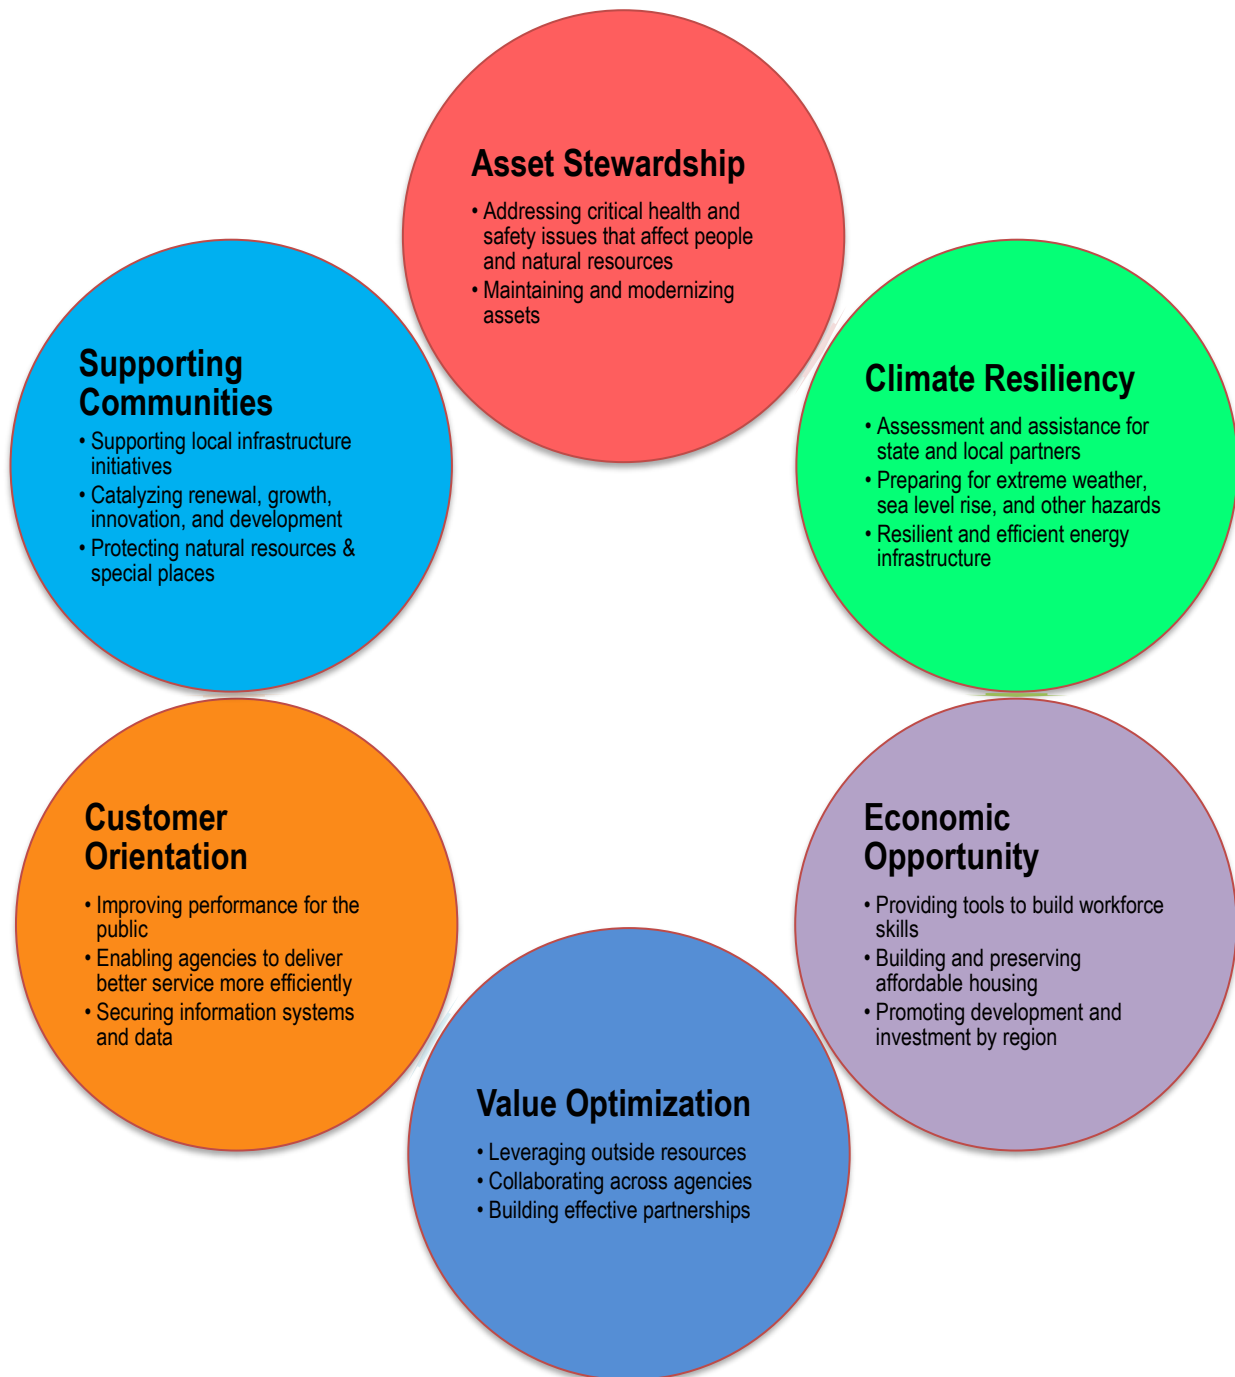 Asset Stewardship
• Addressing critical health and
safety issues that affect people
and natural resources
• Maintaining and modernizing
assets
Climate Resiliency
• Assessment and assistance for
state and local partners
• Preparing for extreme weather,
sea level rise, and other hazards
• Resilient and efficient energy
infrastructure
Economic
Opportunity
• Providing tools to build workforce
skills
• Building and preserving
affordable housing
• Promoting development and
investment by region
Value Optimization
• Leveraging outside resources
• Collaborating across agencies
• Building effective partnerships
Customer
Orientation
• Improving performance for the
public
• Enabling agencies to deliver
better service more efficiently
• Securing information systems
and data
Supporting
Communities
• Supporting local infrastructure
initiatives
• Catalyzing renewal, growth,
innovation, and development
• Protecting natural resources &
special places